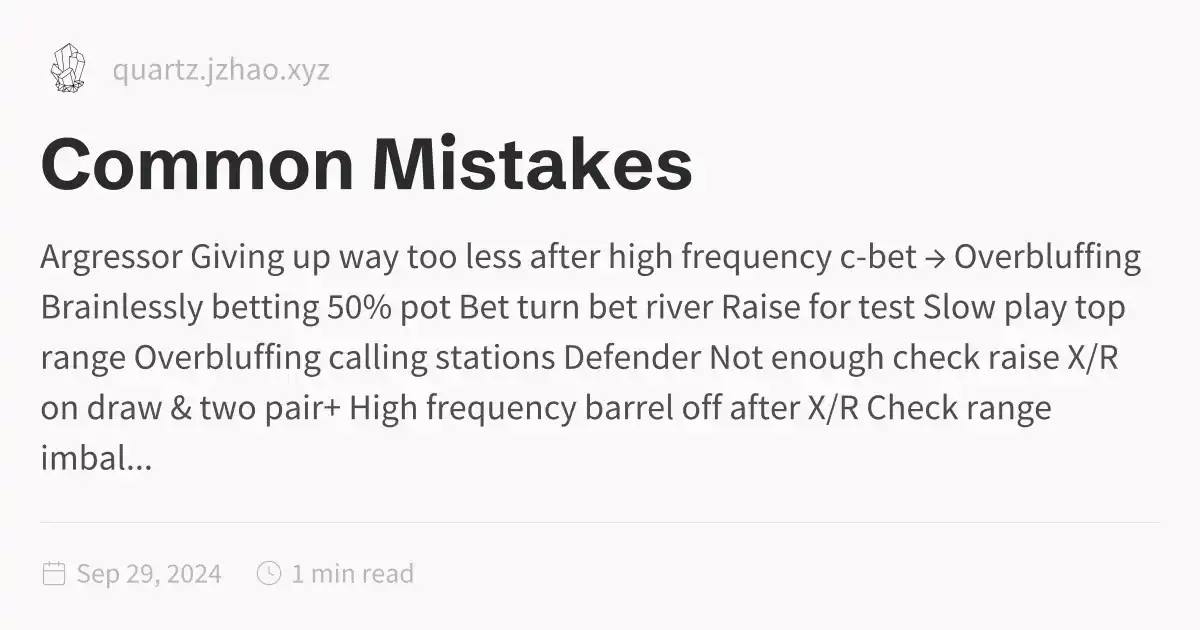 quartz.jzhao.xyz
Common Mistakes
Argressor Giving up way too less after high frequency c-bet → Overbluffing
Brainlessly betting 50% pot Bet turn bet river Raise for test Slow play top
range Overbluffing calling stations Defender Not enough check raise X/R
on draw & two pair+ High frequency barrel off after X/R Check range
imbal...
Sep 29, 2024 1 min read